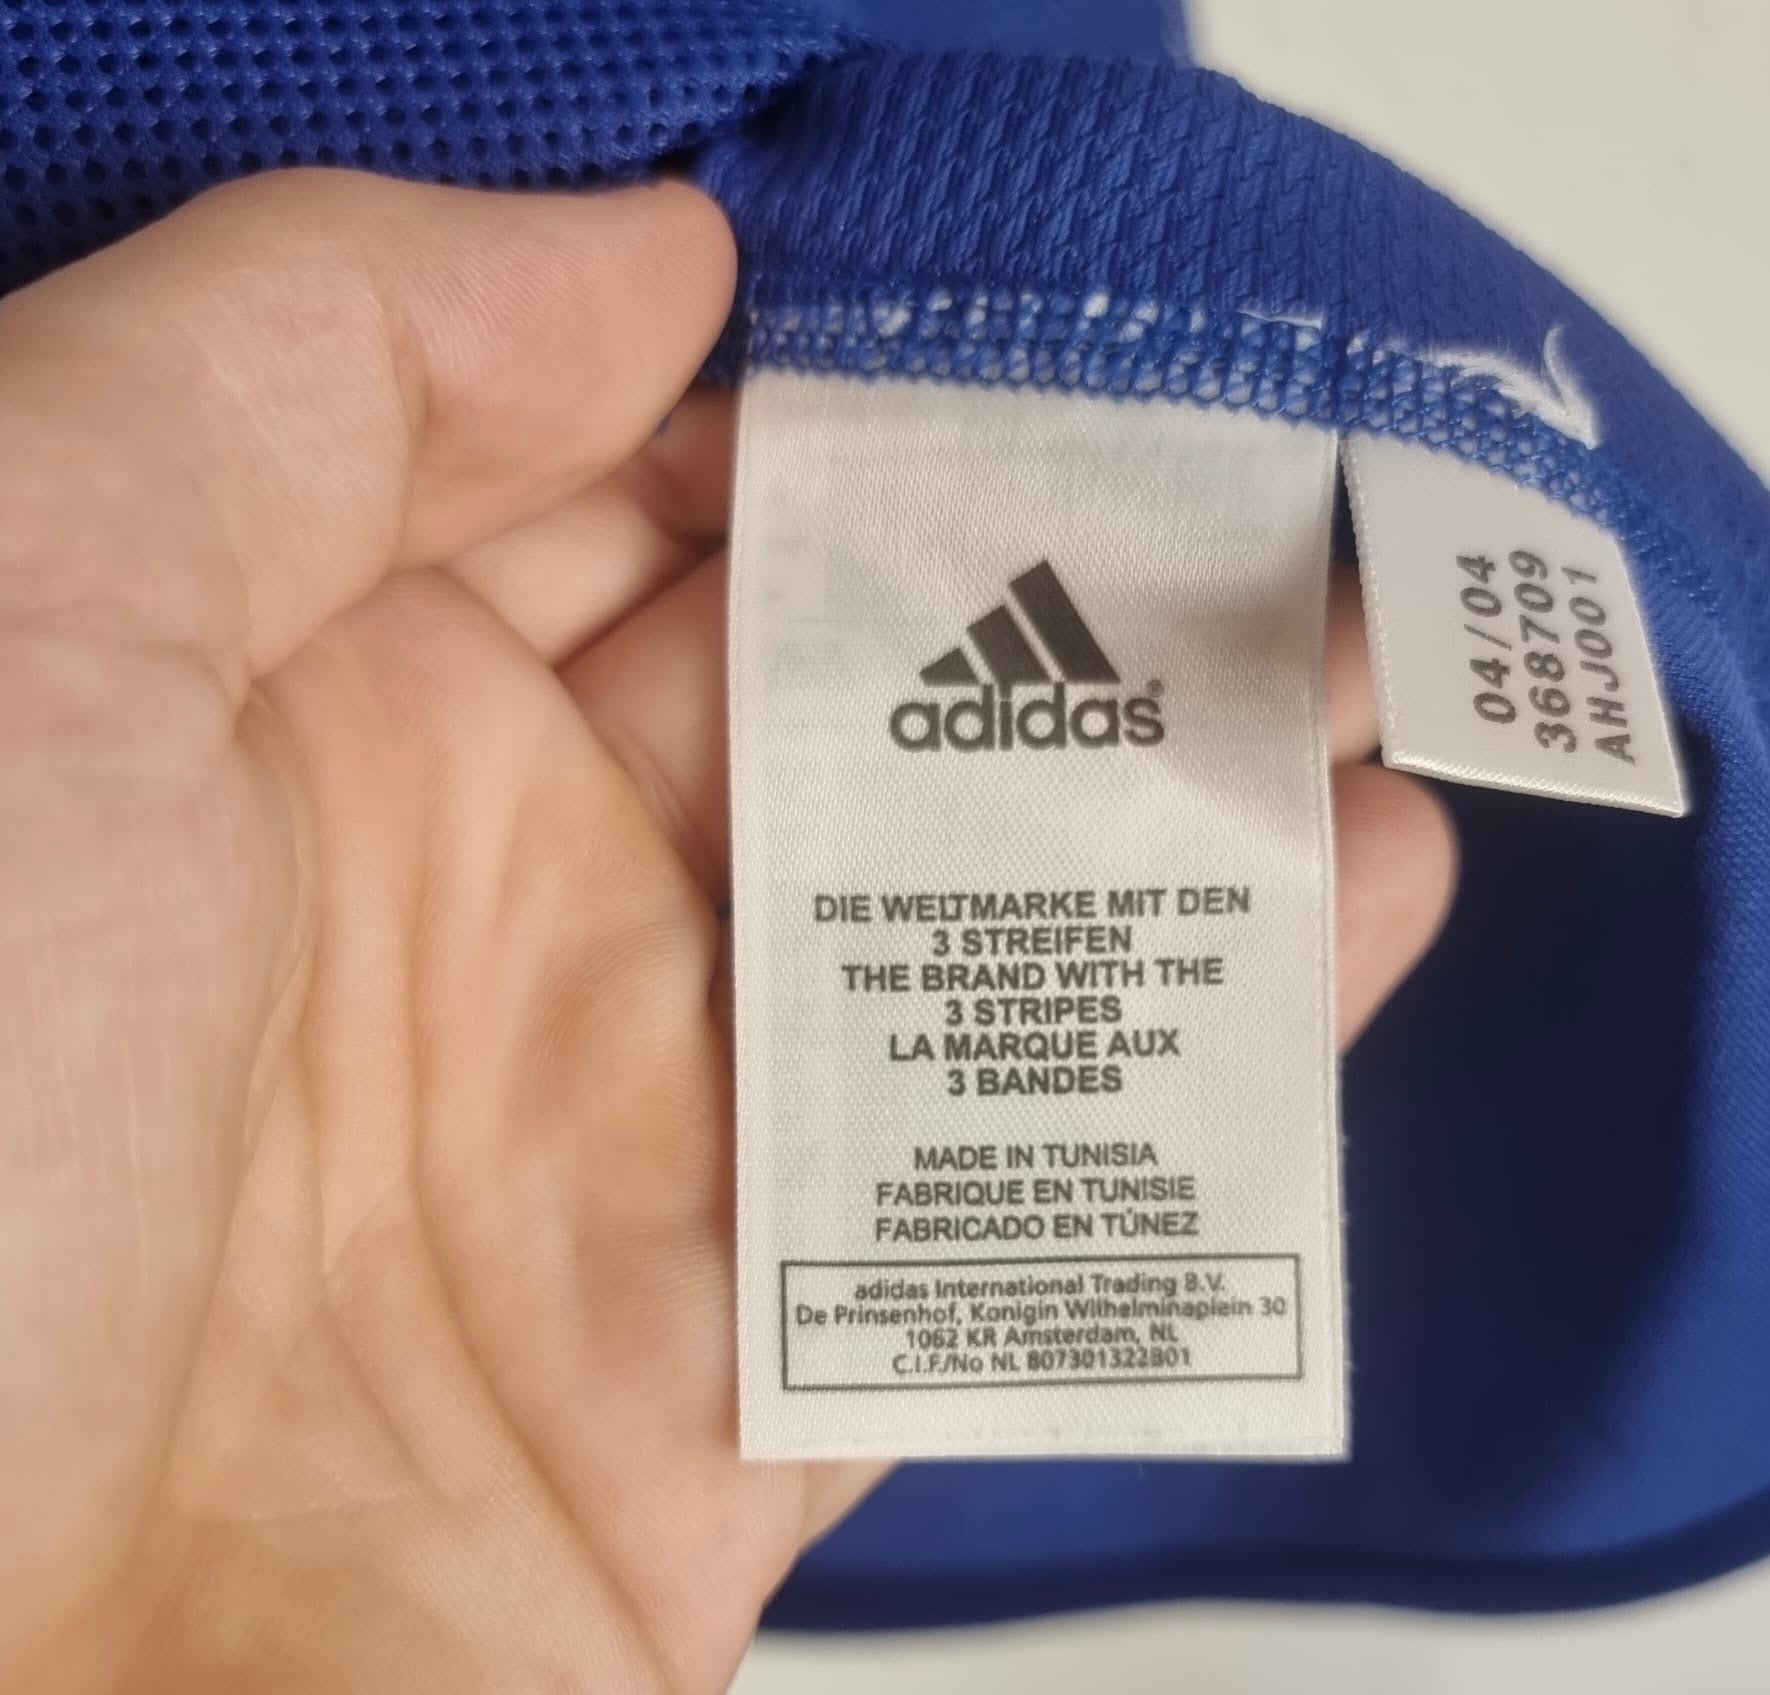 adidas®
DIE WELTMARKE MIT DEN
3 STREIFEN
THE BRAND WITH THE
3 STRIPES
LA MARQUE AUX
3 BANDES
MADE IN TUNISIA
FABRIQUE EN TUNISIE
FABRICADO EN TÚNEZ
adidas International Trading B.V.
De Prinsenhof, Konigin Wilhelminaplein 30
1062 KR Amsterdam, NL
C.I.F./No NL 807301322B01
04/04
368709
AHJ001